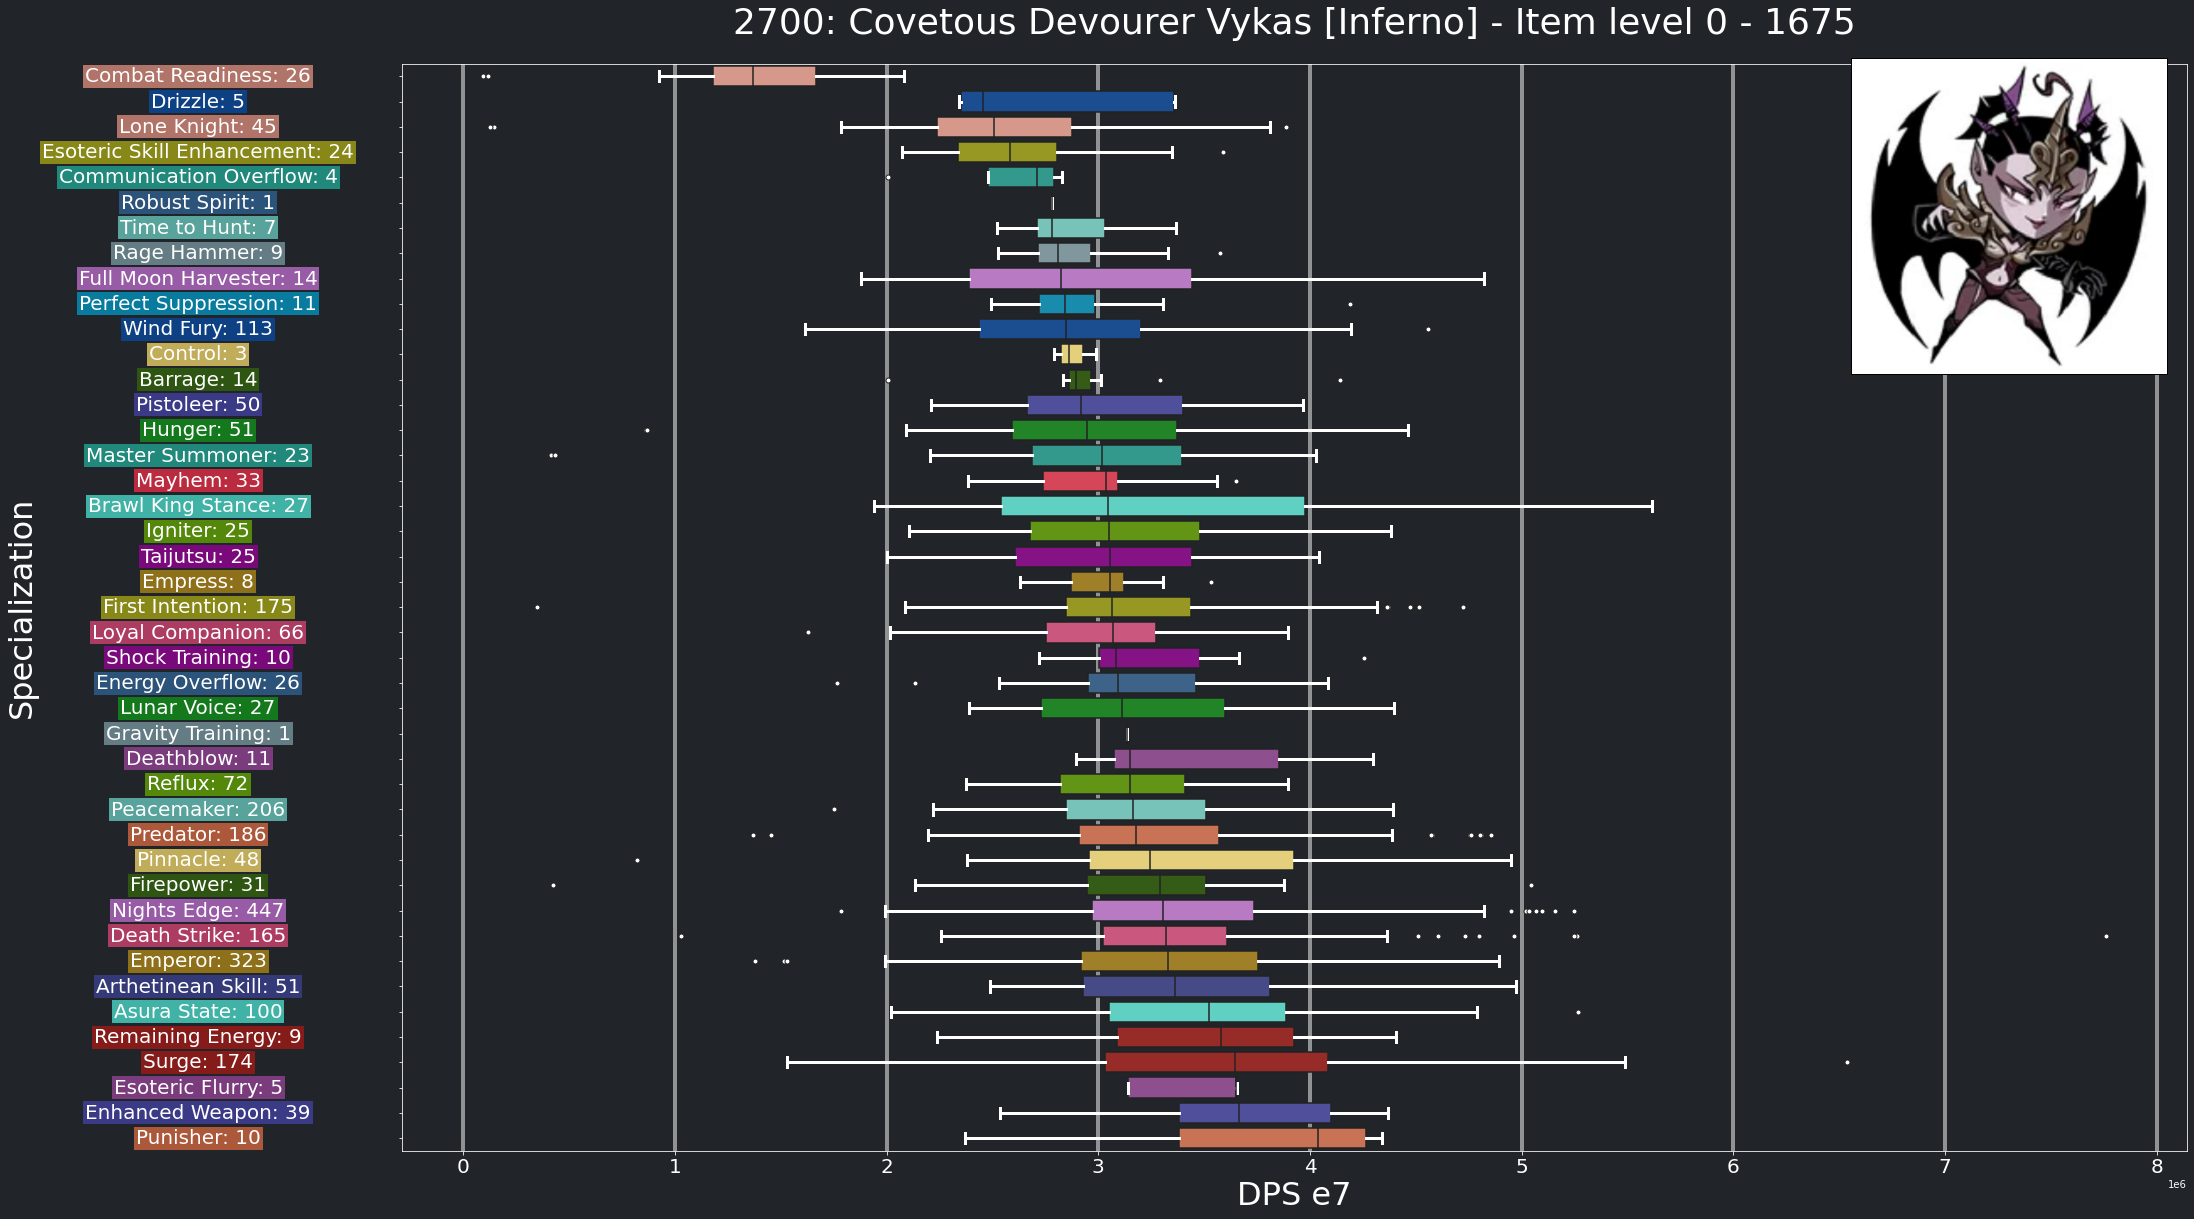 2700: Covetous Devourer Vykas [Inferno] - Item level 0 - 1675
Specialization
Combat Readiness: 26
Drizzle: 5
Lone Knight: 45
Esoteric Skill Enhancement: 24
Communication Overflow: 4
Robust Spirit: 1
Time to Hunt: 7
Rage Hammer: 9
Full Moon Harvester: 14
Perfect Suppression: 11
Wind Fury: 113
Control: 3
Barrage: 14
Pistoleer: 50
Hunger: 51
Master Summoner: 23
Mayhem: 33
Brawl King Stance: 27
Igniter: 25
Taijutsu: 25
Empress: 8
First Intention: 175
Loyal Companion: 66
Shock Training: 10
Energy Overflow: 26
Lunar Voice: 27
Gravity Training: 1
Deathblow: 11
Reflux: 72
Peacemaker: 206
Predator: 186
Pinnacle: 48
Firepower: 31
Nights Edge: 447
Death Strike: 165
Emperor: 323
Arthetinean Skill: 51
Asura State: 100
Remaining Energy: 9
Surge: 174
Esoteric Flurry: 5
Enhanced Weapon: 39
Punisher: 10
0 1 2 3 4 5 6 7 8
1e6
DPS e7